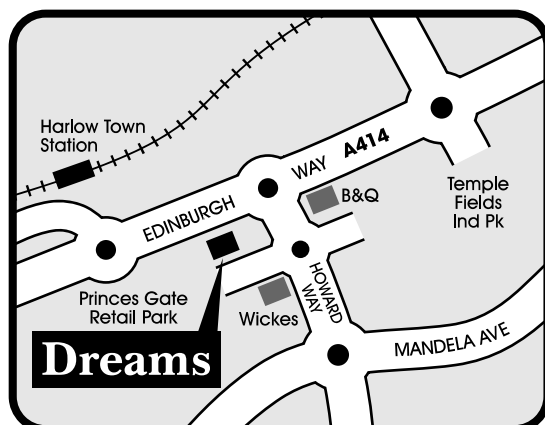 Harlow Town
Station
EDINBURGH
WAY
A414
B&Q
Temple
Fields
Ind Pk
Princes Gate
Retail Park
Wickes
HOWARD
WAY
Dreams
MANDELA AVE